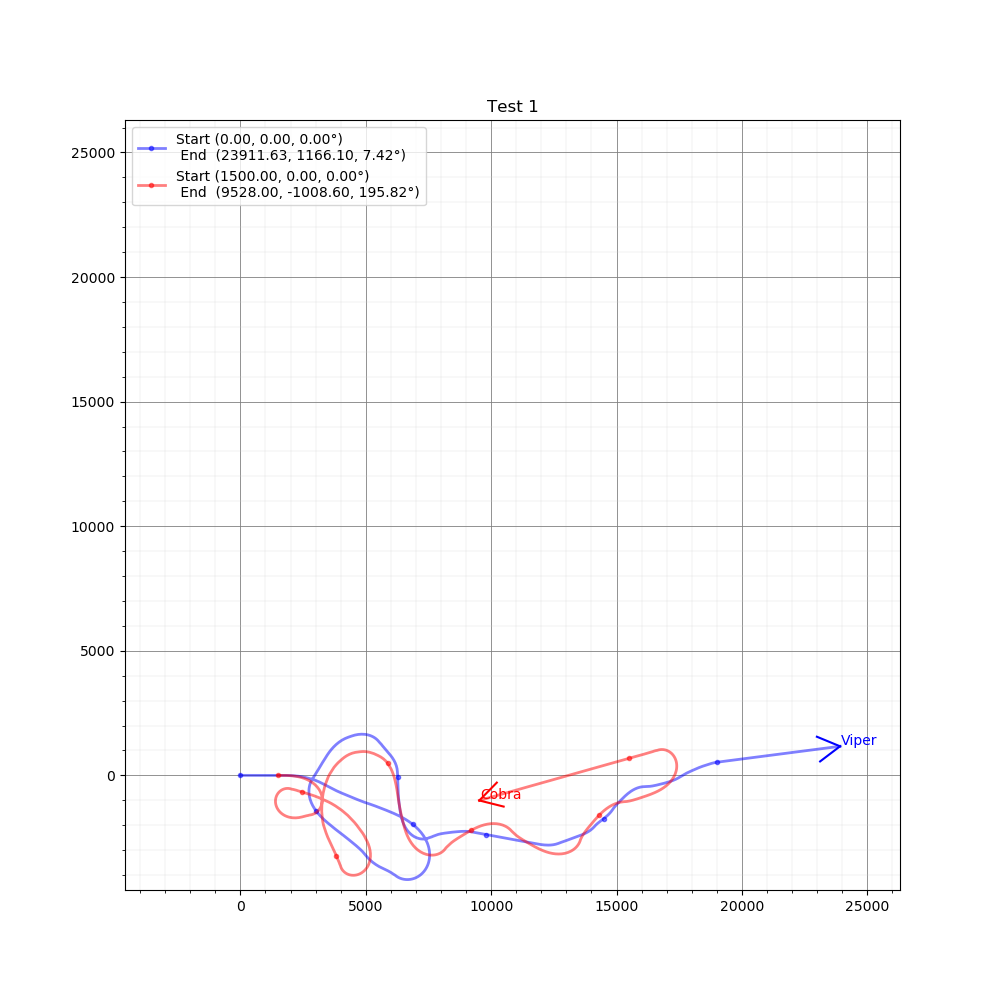 Test 1
Start (0.00, 0.00, 0.00°)
End  (23911.63, 1166.10, 7.42°)
Start (1500.00, 0.00, 0.00°)
End  (9528.00, -1008.60, 195.82°)
25000
20000
15000
10000
5000
0
Viper
Cobra
0 5000 10000 15000 20000 25000